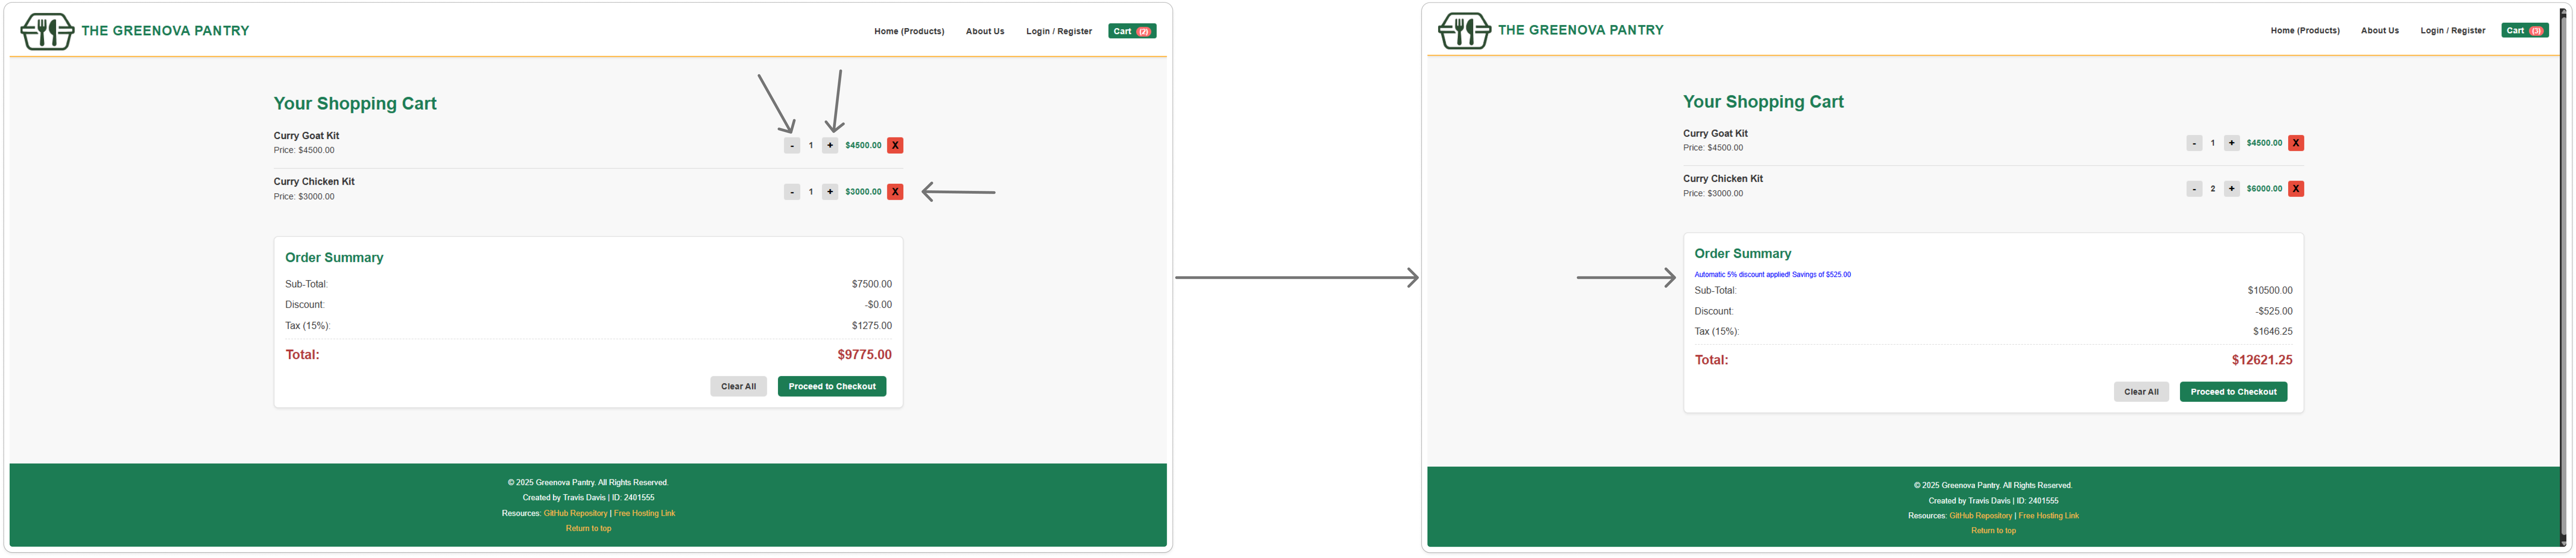 THE GREENOVA PANTRY
Home (Products) About Us Login / Register Cart (2)
Your Shopping Cart
Curry Goat Kit
Price: $4500.00
- 1 + $4500.00 X
Curry Chicken Kit
Price: $3000.00
- 1 + $3000.00 X
Order Summary
Sub-Total: $7500.00
Discount: -$0.00
Tax (15%): $1275.00
Total: $9775.00
Clear All Proceed to Checkout
© 2025 Greenova Pantry. All Rights Reserved.
Created by Travis Davis | ID: 2401555
Resources: GitHub Repository | Free Hosting Link
Return to top
THE GREENOVA PANTRY
Home (Products) About Us Login / Register Cart (3)
Your Shopping Cart
Curry Goat Kit
Price: $4500.00
- 1 + $4500.00 X
Curry Chicken Kit
Price: $3000.00
- 2 + $6000.00 X
Order Summary
Automatic 5% discount applied! Savings of $525.00
Sub-Total: $10500.00
Discount: -$525.00
Tax (15%): $1646.25
Total: $12621.25
Clear All Proceed to Checkout
© 2025 Greenova Pantry. All Rights Reserved.
Created by Travis Davis | ID: 2401555
Resources: GitHub Repository | Free Hosting Link
Return to top